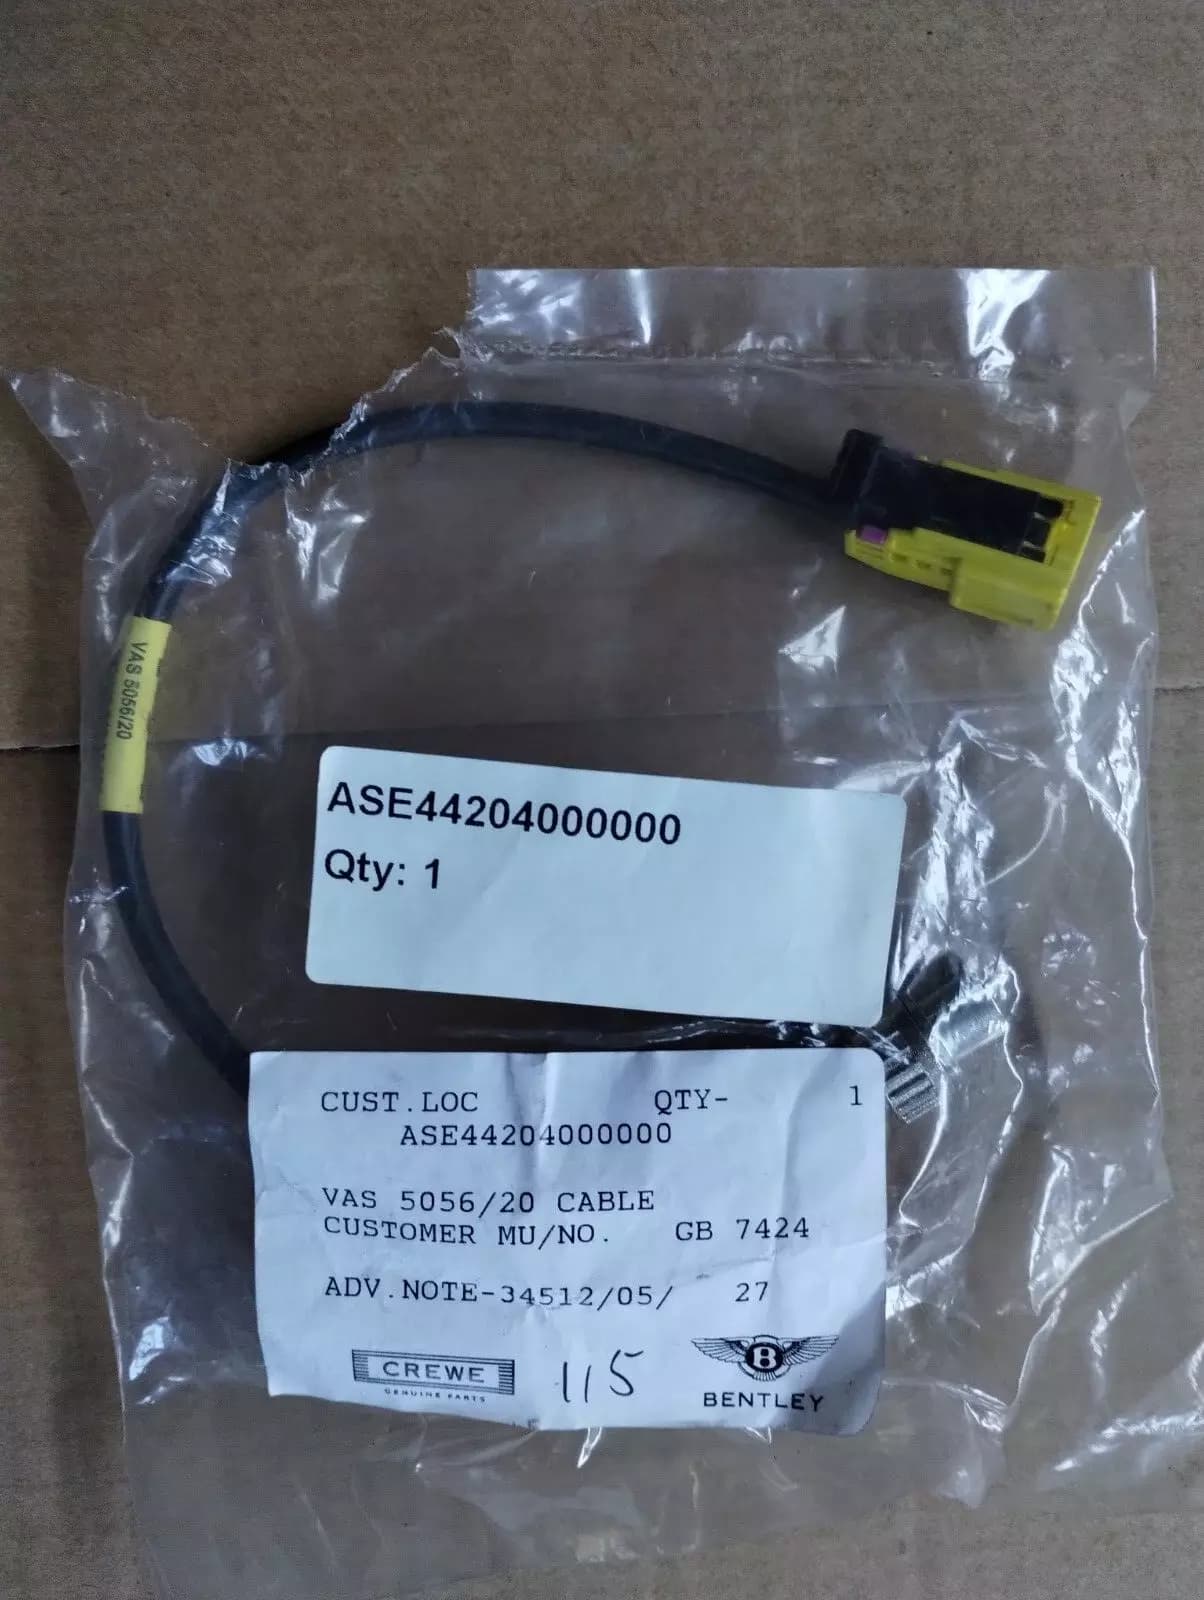 VAS 5056/20
ASE44204000000
Qty: 1
CUST.LOC QTY- 1
ASE44204000000
VAS 5056/20 CABLE
CUSTOMER MU/NO. GB 7424
ADV.NOTE-34512/05/ 27
CREWE
GENUINE PARTS
115
B
BENTLEY